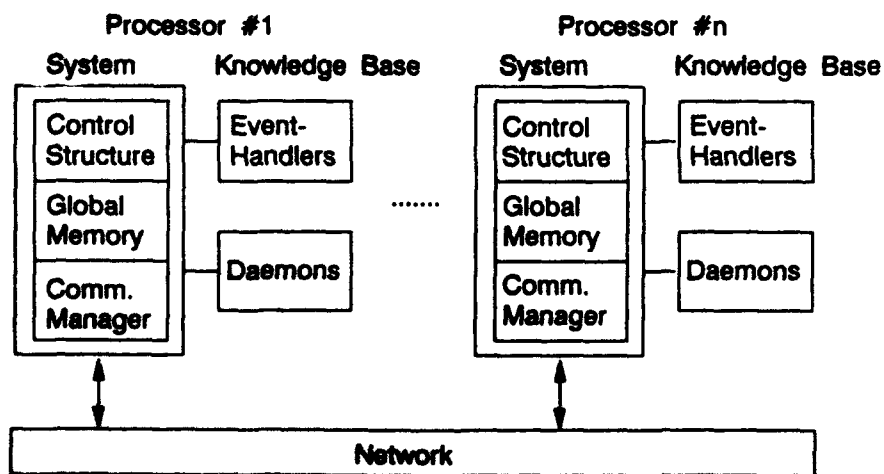 Processor #1
System Knowledge Base
Control
Structure
Global
Memory
Comm.
Manager
Event-
Handlers
Daemons
.......
Processor #n
System Knowledge Base
Control
Structure
Global
Memory
Comm.
Manager
Event-
Handlers
Daemons
Network